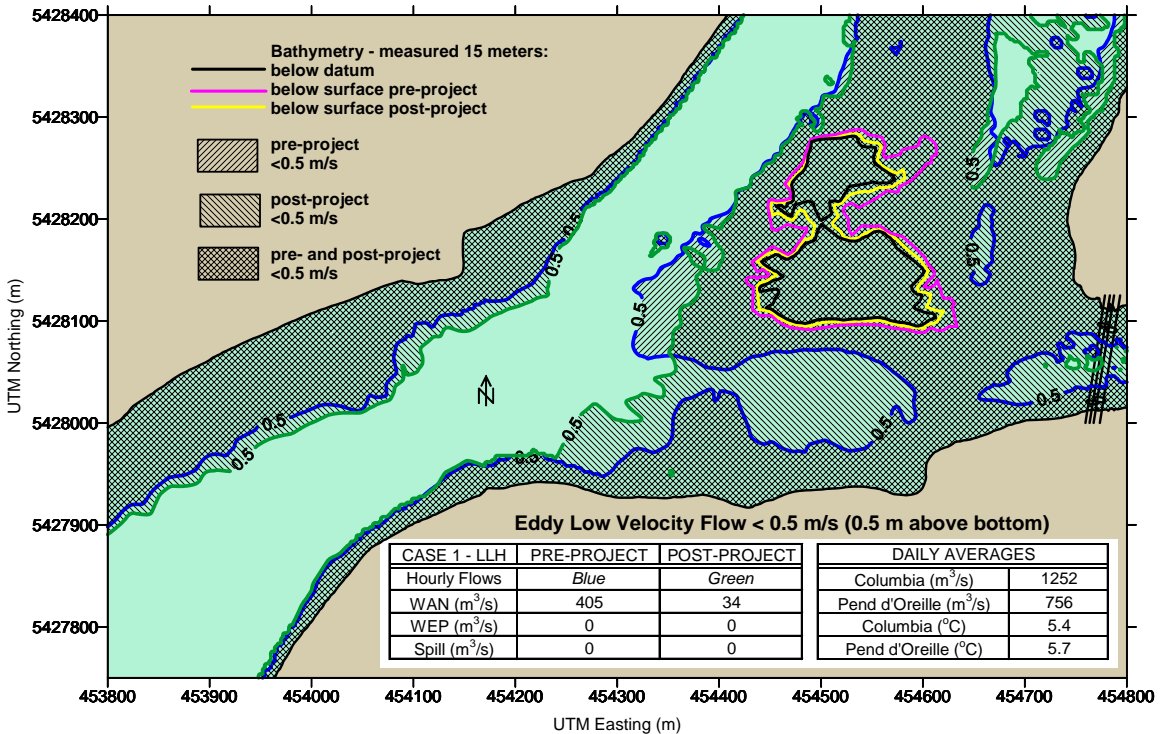 5428400
5428300
5428200
5428100
5428000
5427900
5427800
UTM Northing (m)
Bathymetry - measured 15 meters:
below datum
below surface pre-project
below surface post-project
pre-project
<0.5 m/s
post-project
<0.5 m/s
pre- and post-project
<0.5 m/s
0.5
0.5
0.5
0.5
0.5
0.5
0.5
0.5
0.5
0.5
0.5
0.5
0.5
N
Eddy Low Velocity Flow < 0.5 m/s (0.5 m above bottom)
CASE 1 - LLH PRE-PROJECT POST-PROJECT
Hourly Flows Blue Green
WAN (m³/s) 405 34
WEP (m³/s) 0 0
Spill (m³/s) 0 0
DAILY AVERAGES
Columbia (m³/s) 1252
Pend d'Oreille (m³/s) 756
Columbia (°C) 5.4
Pend d'Oreille (°C) 5.7
453800 453900 454000 454100 454200 454300 454400 454500 454600 454700 454800
UTM Easting (m)